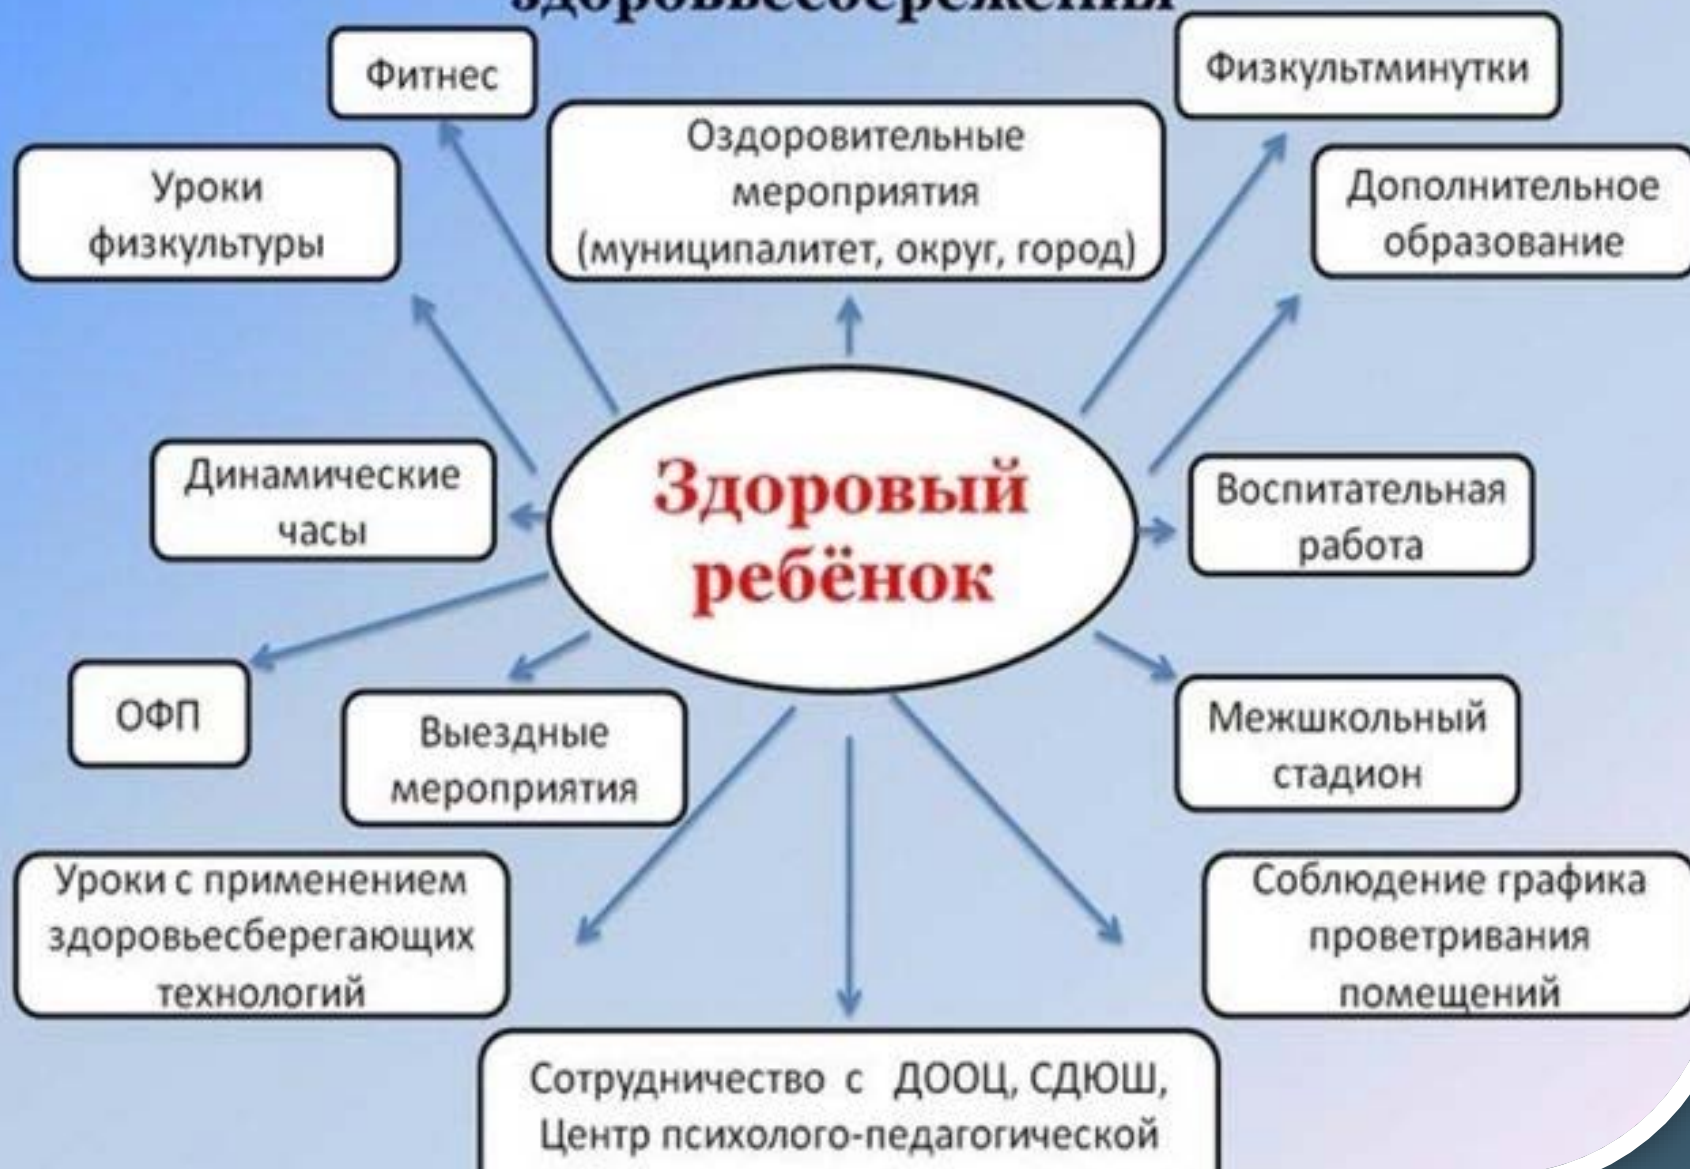 здоровьесбережения
Фитнес
Физкультминутки
Оздоровительные
мероприятия
(муниципалитет, округ, город)
Уроки
физкультуры
Дополнительное
образование
Здоровый
ребёнок
Динамические
часы
Воспитательная
работа
ОФП
Выездные
мероприятия
Межшкольный
стадион
Уроки с применением
здоровьесберегающих
технологий
Соблюдение графика
проветривания
помещений
Сотрудничество с ДООЦ, СДЮШ,
Центр психолого-педагогической